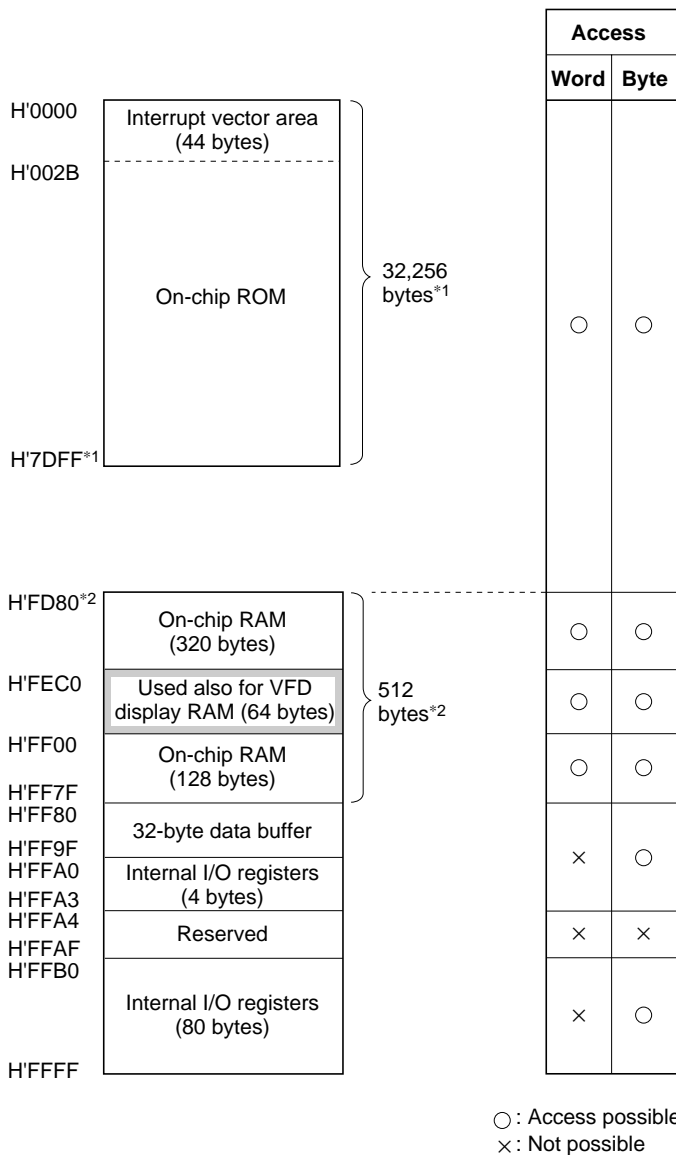 Access
Word Byte
H'0000
Interrupt vector area
(44 bytes)
H'002B
On-chip ROM
32,256
bytes*1
H'7DFF*1
H'FD80*2
On-chip RAM
(320 bytes)
H'FEC0
Used also for VFD
display RAM (64 bytes)
512
bytes*2
H'FF00
On-chip RAM
(128 bytes)
H'FF7F
H'FF80
32-byte data buffer
H'FF9F
H'FFA0
Internal I/O registers
(4 bytes)
H'FFA3
H'FFA4
Reserved
H'FFAF
H'FFB0
Internal I/O registers
(80 bytes)
H'FFFF
○ ○
○ ○
○ ○
○ ○
× ○
× ×
× ○
○ : Access possible
× : Not possible